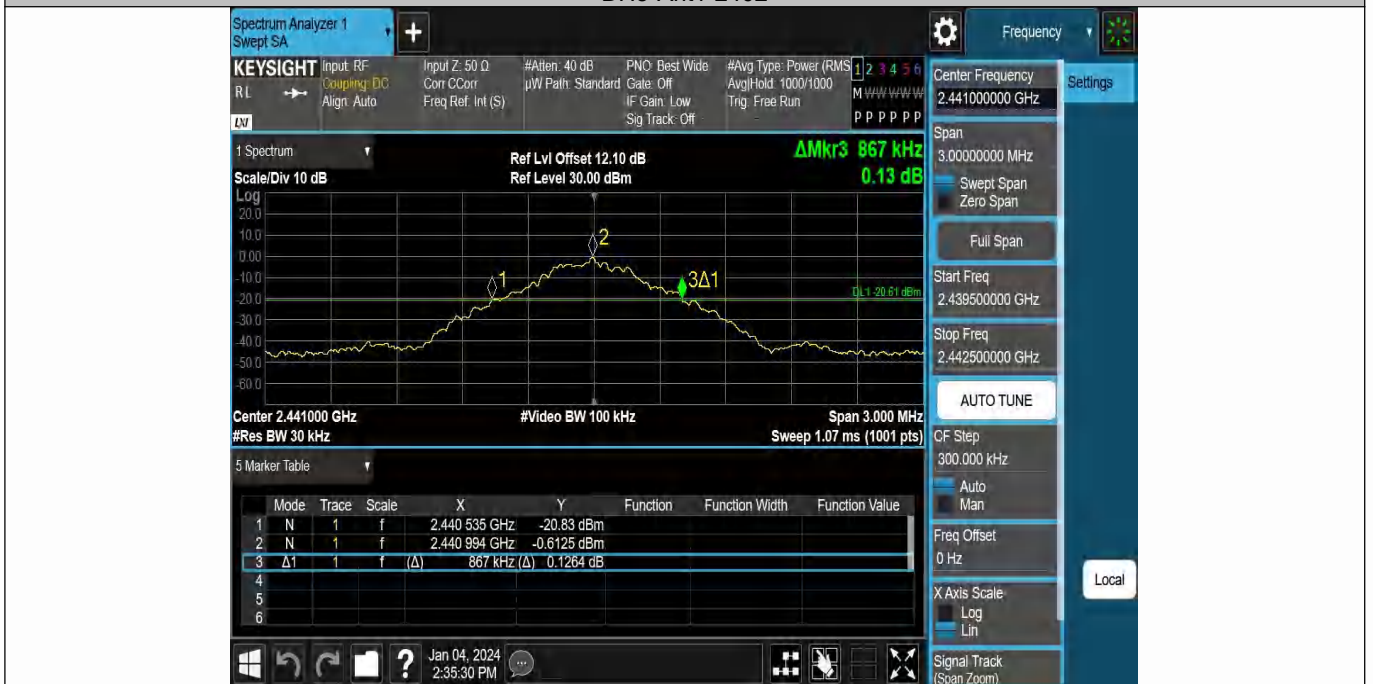 Spectrum Analyzer 1
Swept SA
+
Frequency
KEYSIGHT
Input: RF
Coupling: DC
Align: Auto
Input Z: 50 Ω
Corr CCorr
Freq Ref: Int (S)
#Atten: 40 dB
µW Path: Standard
PNO: Best Wide
Gate: Off
IF Gain: Low
Sig Track: Off
#Avg Type: Power (RMS
Avg|Hold: 1000/1000
Trig: Free Run
1 2 3 4 5 6
M W W W W W
P P P P P P
RL
LXI
Center Frequency
2.441000000 GHz
Settings
Span
3.00000000 MHz
Swept Span
Zero Span
Full Span
Start Freq
2.439500000 GHz
Stop Freq
2.442500000 GHz
AUTO TUNE
CF Step
300.000 kHz
Auto
Man
Freq Offset
0 Hz
X Axis Scale
Log
Lin
Signal Track
(Span Zoom)
Local
1 Spectrum
Scale/Div 10 dB
Ref Lvl Offset 12.10 dB
Ref Level 30.00 dBm
ΔMkr3 867 kHz
0.13 dB
Log
20.0
10.0
0.00
-10.0
-20.0
-30.0
-40.0
-50.0
-60.0
1
2
3Δ1
DL1 -20.61 dBm
Center 2.441000 GHz
#Res BW 30 kHz
#Video BW 100 kHz
Span 3.000 MHz
Sweep 1.07 ms (1001 pts)
5 Marker Table
Mode Trace Scale X Y Function Function Width Function Value
1 N 1 f 2.440 535 GHz -20.83 dBm
2 N 1 f 2.440 994 GHz -0.6125 dBm
3 Δ1 1 f (Δ) 867 kHz (Δ) 0.1264 dB
4
5
6
?
Jan 04, 2024
2:35:30 PM